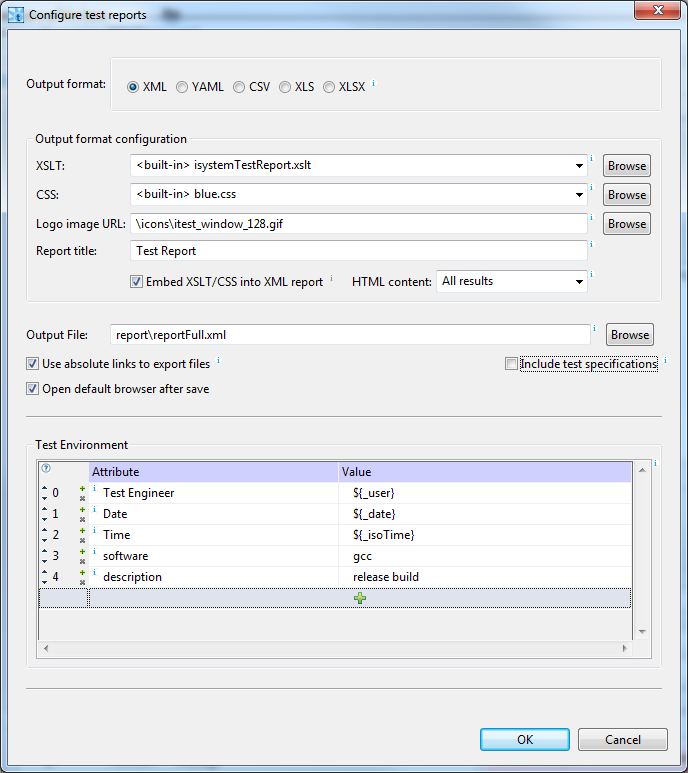 Configure test reports
Output format: XML YAML CSV XLS XLSX i
Output format configuration
XSLT: <built-in> isystemTestReport.xslt i Browse
CSS: <built-in> blue.css i Browse
Logo image URL: \icons\itest_window_128.gif i Browse
Report title: Test Report i
Embed XSLT/CSS into XML report i HTML content: All results i
Output File: report\reportFull.xml i Browse
Use absolute links to export files i Include test specifications i
Open default browser after save
Test Environment
? Attribute Value i
0 i Test Engineer ${_user}
1 i Date ${_date}
2 i Time ${_isoTime}
3 i software gcc
4 i description release build
OK Cancel